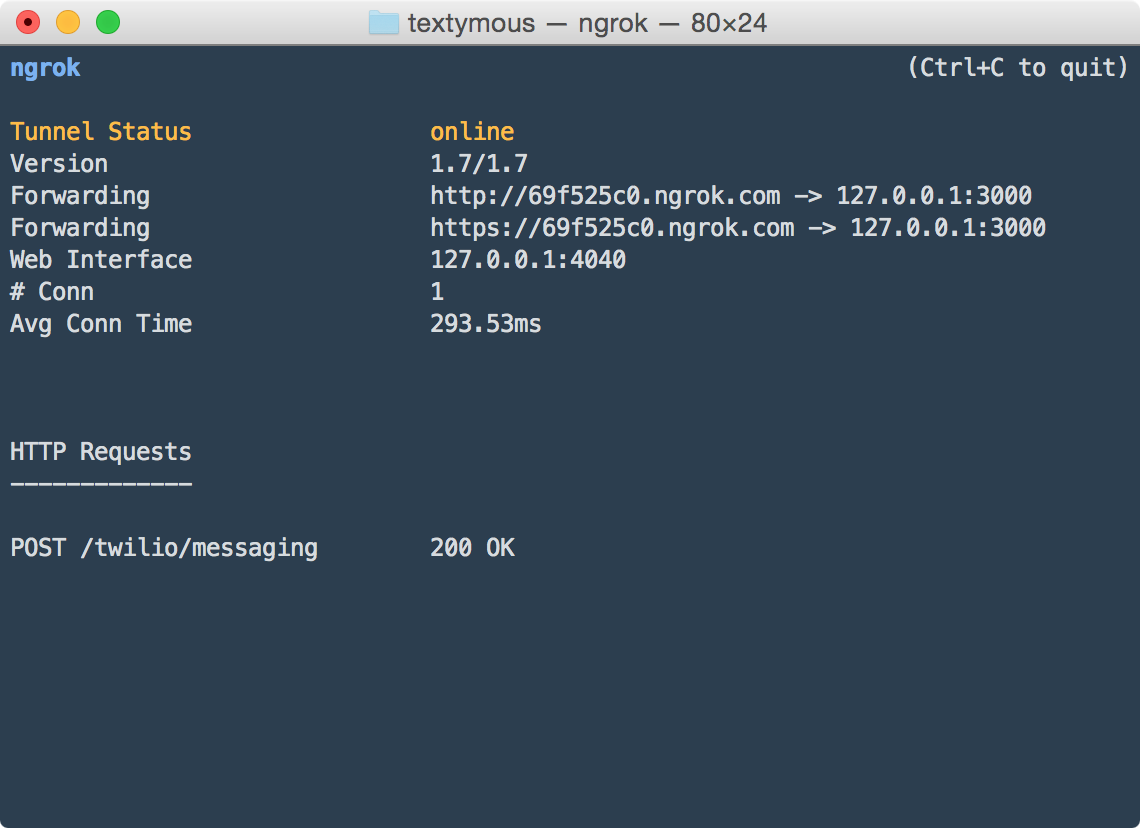 textymous — ngrok — 80×24
ngrok (Ctrl+C to quit)
Tunnel Status online
Version 1.7/1.7
Forwarding http://69f525c0.ngrok.com -> 127.0.0.1:3000
Forwarding https://69f525c0.ngrok.com -> 127.0.0.1:3000
Web Interface 127.0.0.1:4040
# Conn 1
Avg Conn Time 293.53ms
HTTP Requests
-------------
POST /twilio/messaging 200 OK